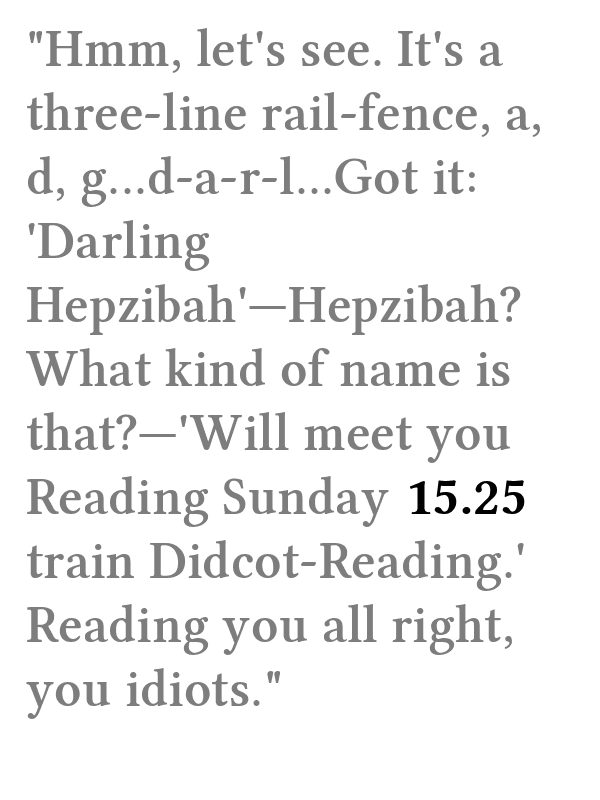 "Hmm, let's see. It's a
three-line rail-fence, a,
d, g...d-a-r-l...Got it:
'Darling
Hepzibah'—Hepzibah?
What kind of name is
that?—'Will meet you
Reading Sunday 15.25
train Didcot-Reading.'
Reading you all right,
you idiots."